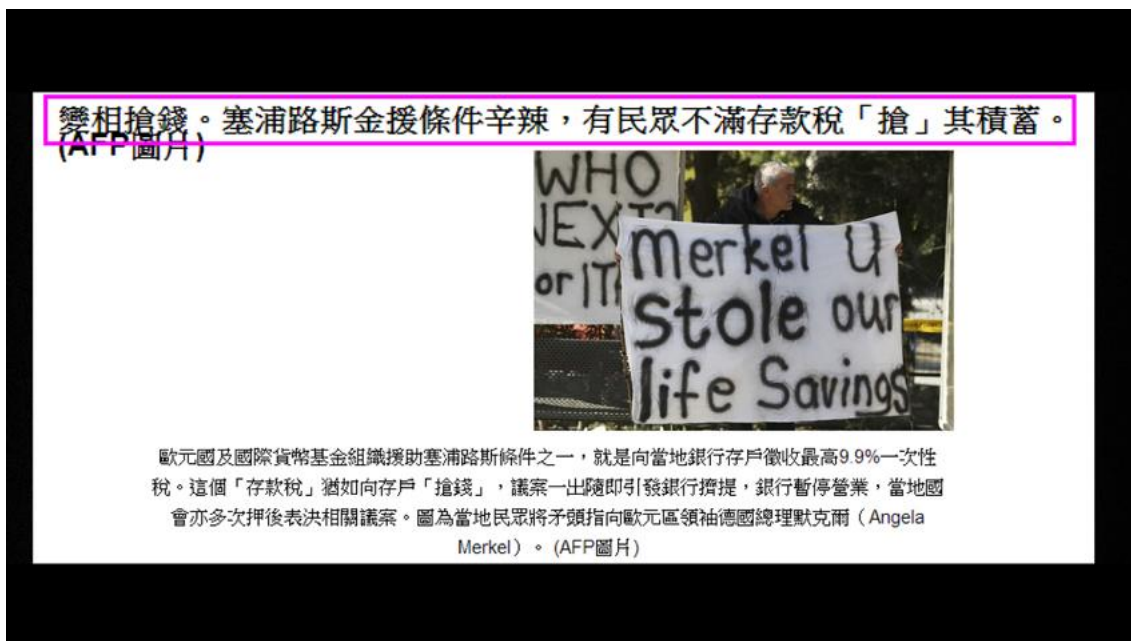 變相搶錢。塞浦路斯金援條件辛辣，有民眾不滿存款稅「搶」其積蓄。
(AFP圖片)
WHO
NEXT?
or IT
Merkel U
stole our
life Savings
歐元國及國際貨幣基金組織援助塞浦路斯條件之一，就是向當地銀行存戶徵收最高9.9%一次性
稅。這個「存款稅」猶如向存戶「搶錢」，議案一出隨即引發銀行擠提，銀行暫停營業，當地國
會亦多次押後表決相關議案。圖為當地民眾將矛頭指向歐元區領袖德國總理默克爾（Angela
Merkel）。 (AFP圖片)